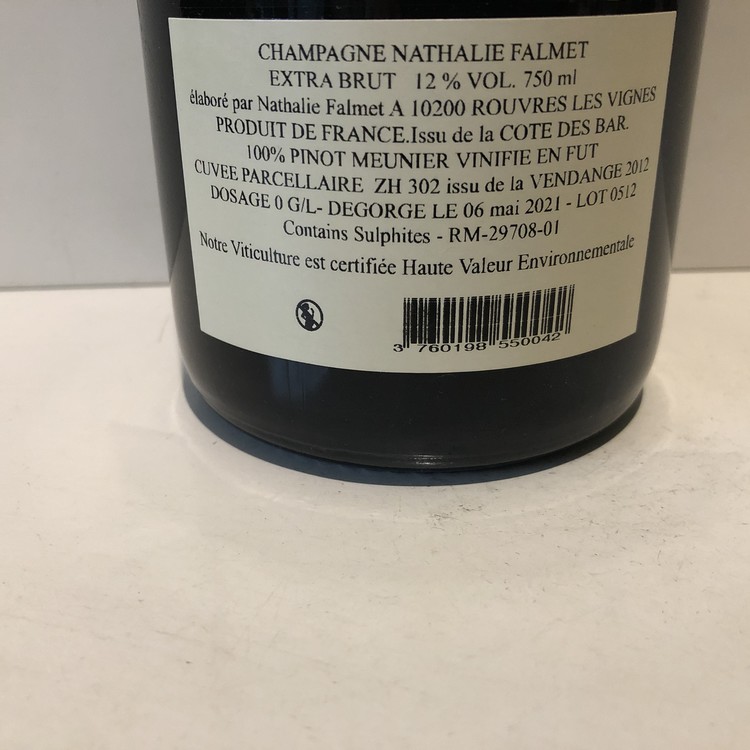 CHAMPAGNE NATHALIE FALMET
EXTRA BRUT 12 % VOL. 750 ml
élaboré par Nathalie Falmet A 10200 ROUVRES LES VIGNES
PRODUIT DE FRANCE.Issu de la COTE DES BAR.
100% PINOT MEUNIER VINIFIE EN FUT
CUVEE PARCELLAIRE ZH 302 issu de la VENDANGE 2012
DOSAGE 0 G/L- DEGORGE LE 06 mai 2021 - LOT 0512
Contains Sulphites - RM-29708-01
Notre Viticulture est certifiée Haute Valeur Environnementale
3 760198 550042